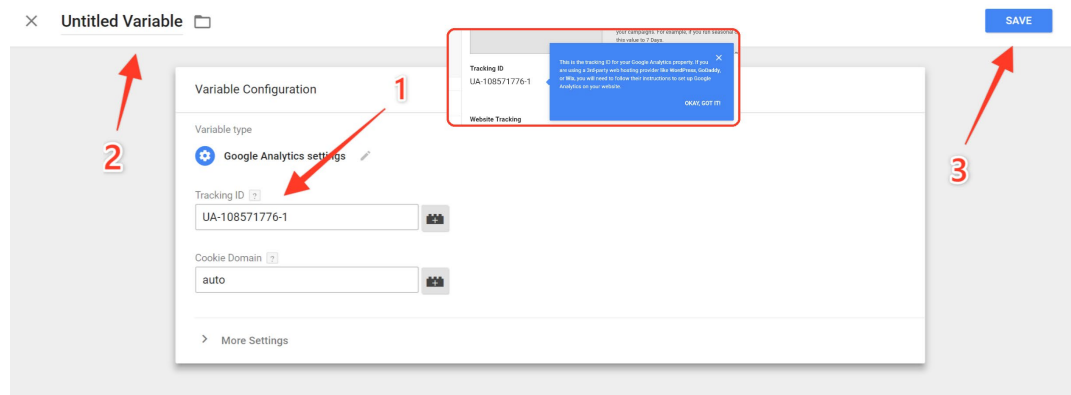 Untitled Variable
SAVE
your campaigns. For example, if you run seasonal
this value to 7 Days.
Tracking ID
UA-108571776-1
This is the tracking ID for your Google Analytics property. If you
are using a 3rd-party web hosting provider like WordPress, GoDaddy,
or Wix, you will need to follow their instructions to set up Google
Analytics on your website.
OKAY, GOT IT!
Website Tracking
Variable Configuration
1
Variable type
Google Analytics settings
2
3
Tracking ID ?
UA-108571776-1
Cookie Domain ?
auto
More Settings